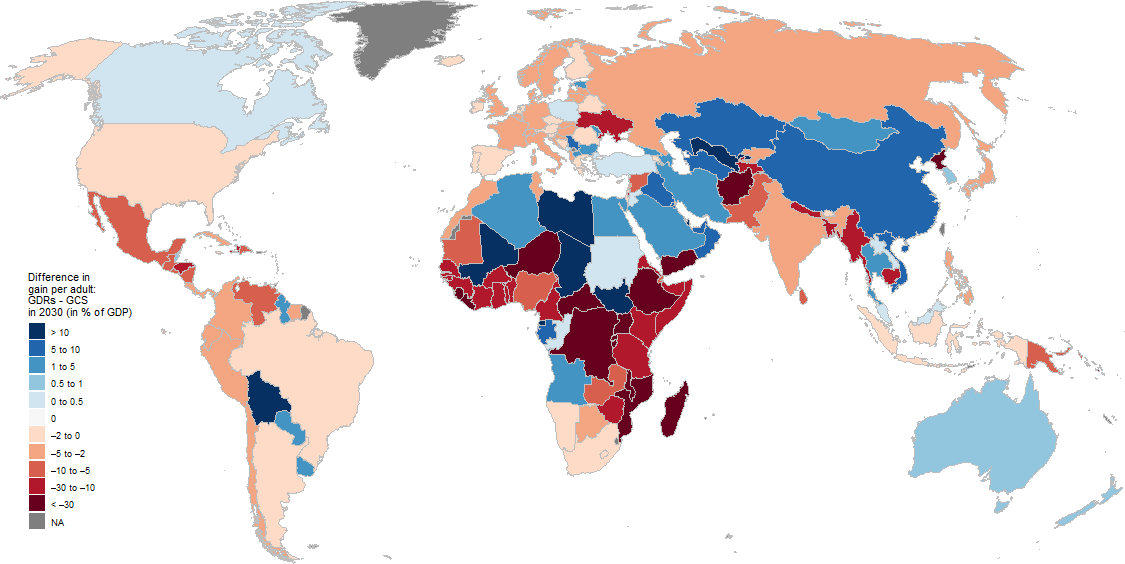 Difference in
gain per adult:
GDRs - GCS
in 2030 (in % of GDP)
> 10
5 to 10
1 to 5
0.5 to 1
0 to 0.5
0
–2 to 0
–5 to –2
–10 to –5
–30 to –10
< –30
NA